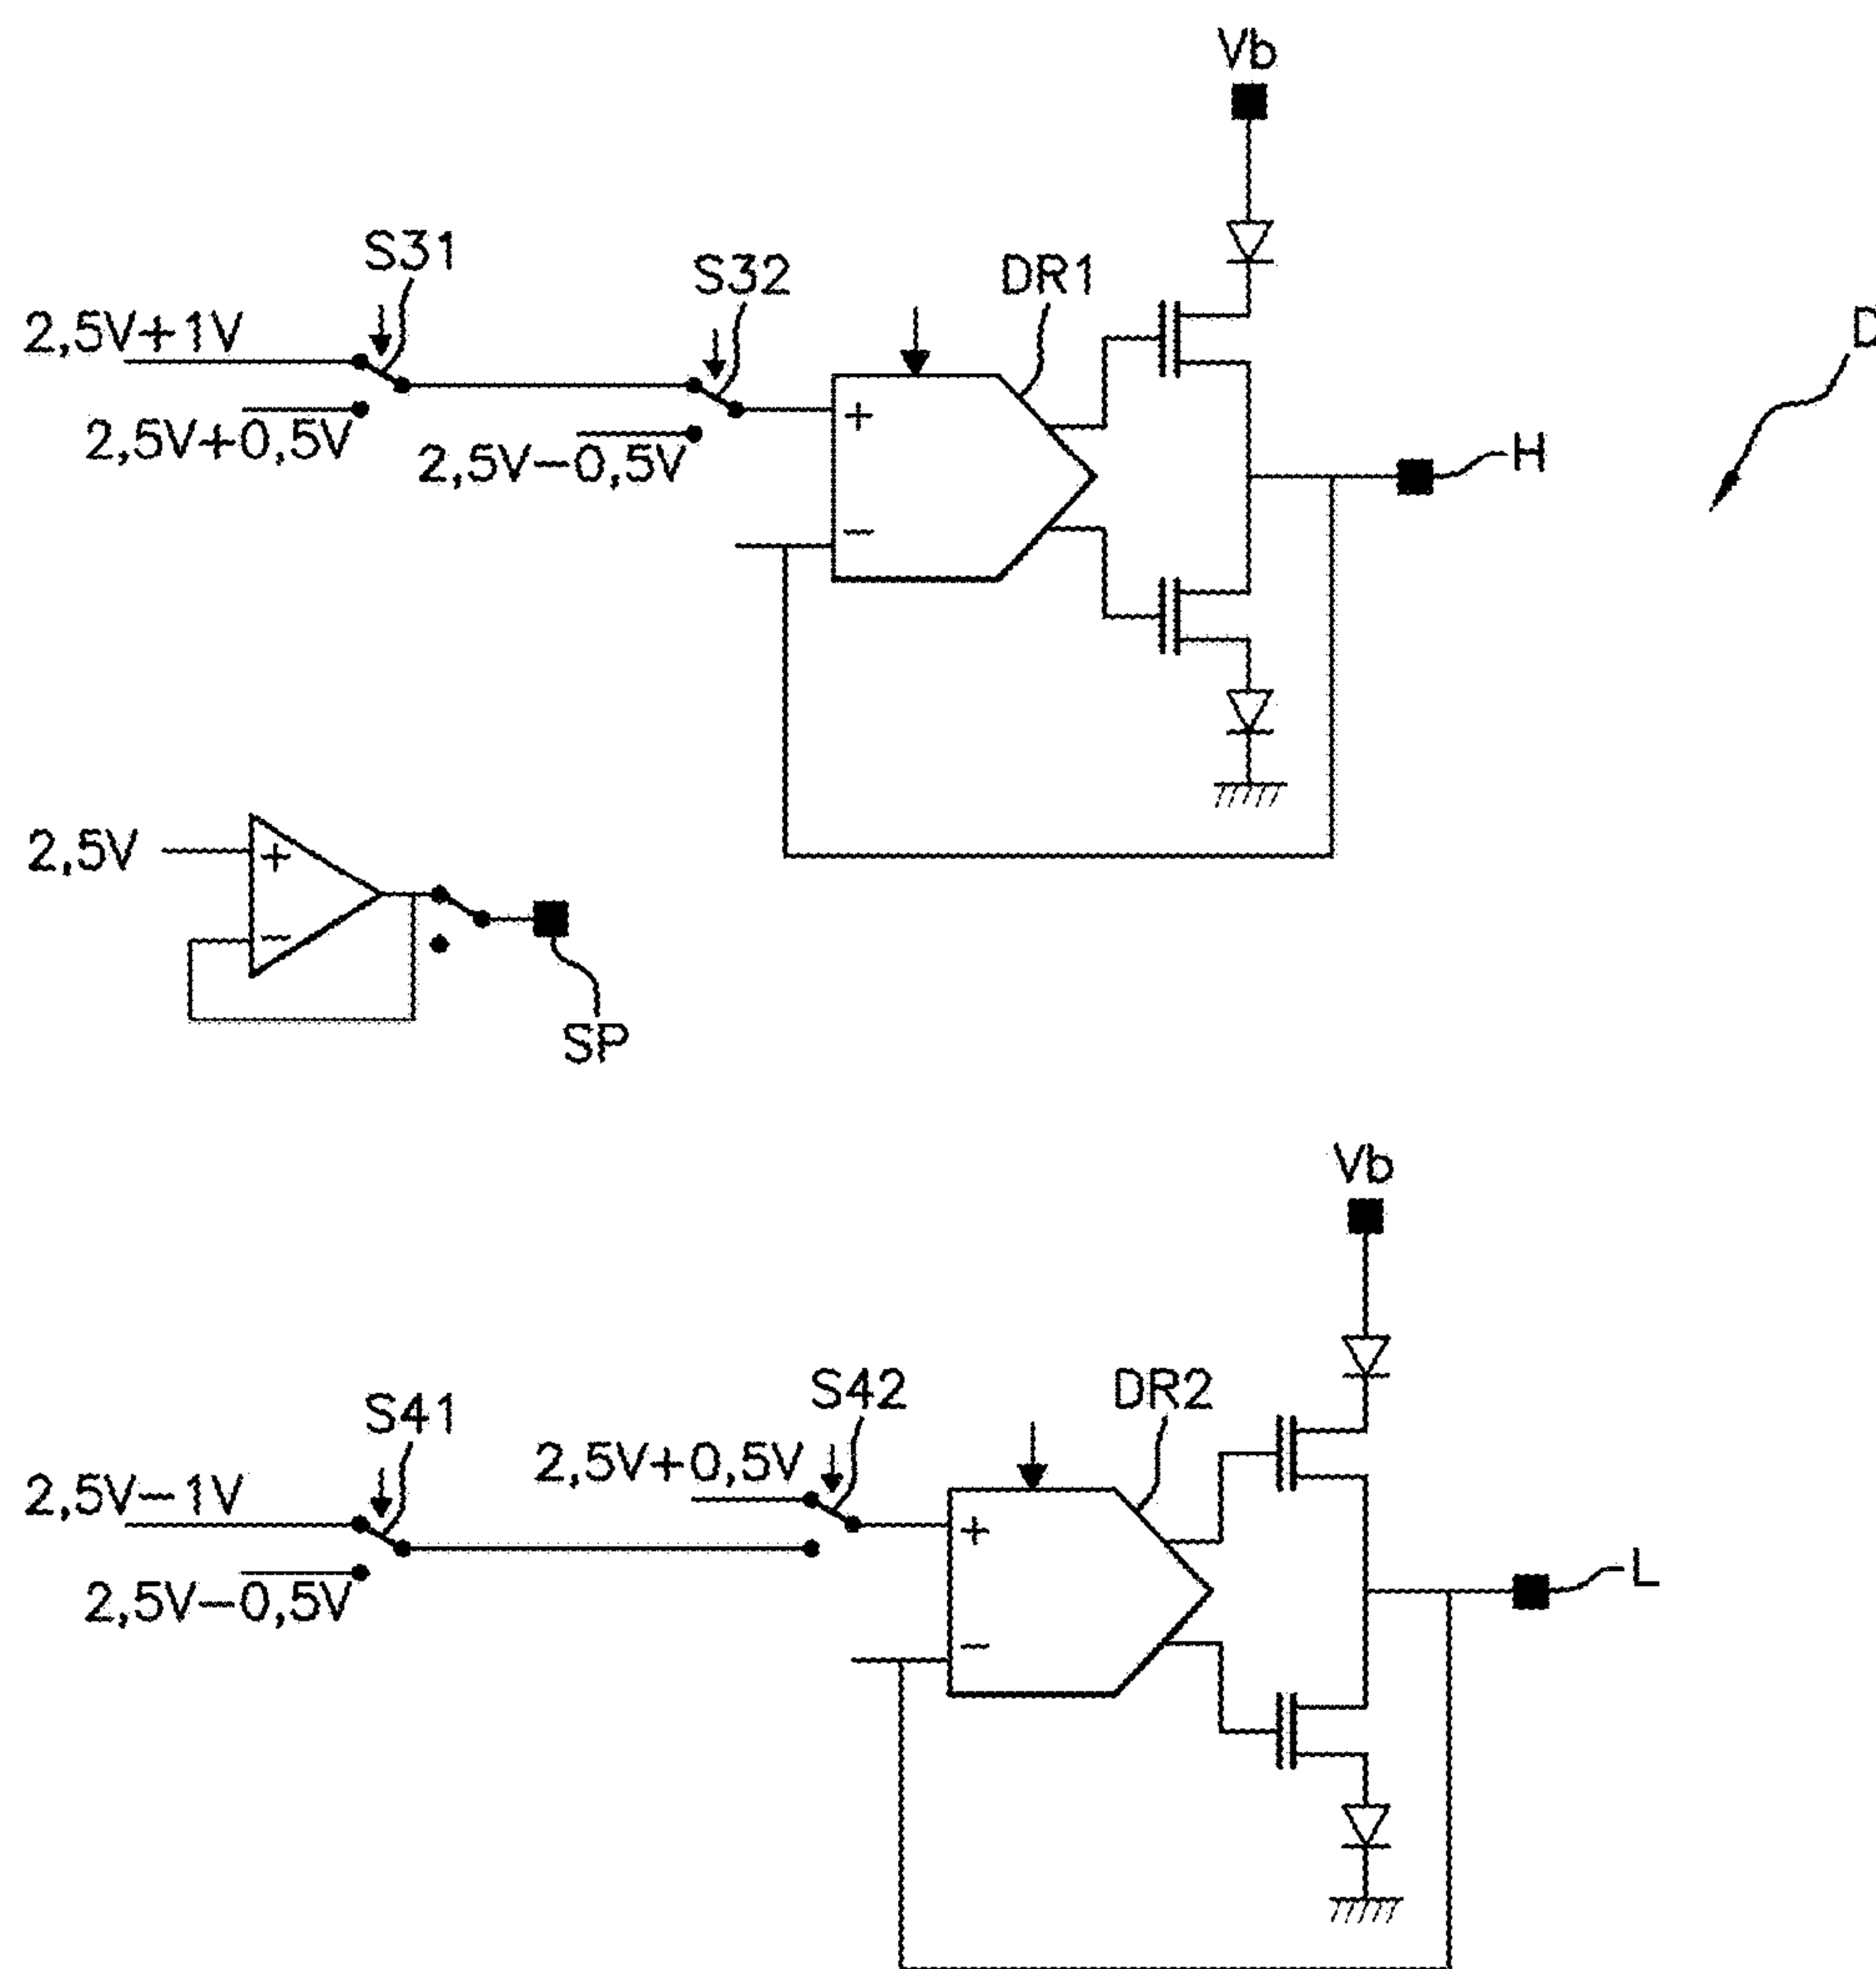 Vb
S31
S32
DR1
D
2,5V+1V
2,5V+0,5V
2,5V−0,5V
+
−
H
2,5V
+
−
SP
Vb
S41
S42
DR2
2,5V+0,5V
2,5V−1V
2,5V−0,5V
+
−
L